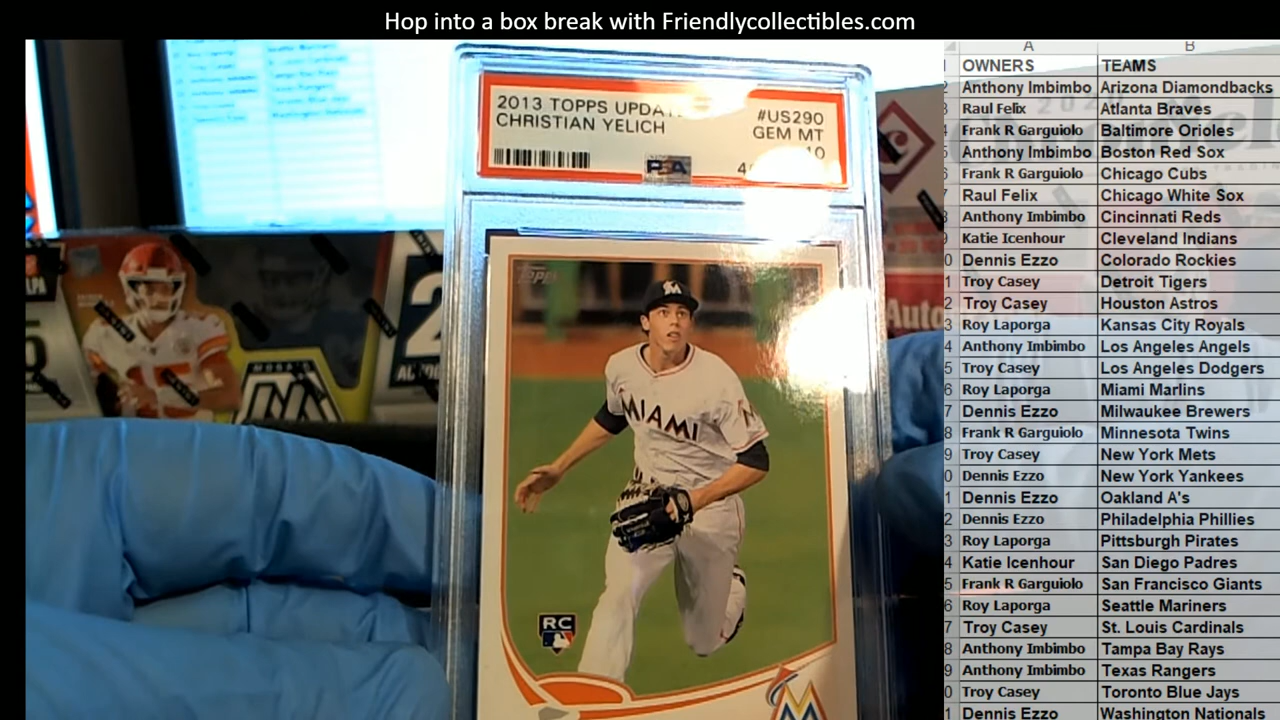 Hop into a box break with Friendlycollectibles.com
2013 TOPPS UPDAT
CHRISTIAN YELICH
#US290
GEM MT
10
PSA
Topps
MIAMI
RC
MOSAIC
Auto
A B
OWNERS TEAMS
Anthony Imbimbo Arizona Diamondbacks
Raul Felix Atlanta Braves
Frank R Garguiolo Baltimore Orioles
Anthony Imbimbo Boston Red Sox
Frank R Garguiolo Chicago Cubs
Raul Felix Chicago White Sox
Anthony Imbimbo Cincinnati Reds
Katie Icenhour Cleveland Indians
Dennis Ezzo Colorado Rockies
Troy Casey Detroit Tigers
Troy Casey Houston Astros
Roy Laporga Kansas City Royals
Anthony Imbimbo Los Angeles Angels
Troy Casey Los Angeles Dodgers
Roy Laporga Miami Marlins
Dennis Ezzo Milwaukee Brewers
Frank R Garguiolo Minnesota Twins
Troy Casey New York Mets
Dennis Ezzo New York Yankees
Dennis Ezzo Oakland A's
Dennis Ezzo Philadelphia Phillies
Roy Laporga Pittsburgh Pirates
Katie Icenhour San Diego Padres
Frank R Garguiolo San Francisco Giants
Roy Laporga Seattle Mariners
Troy Casey St. Louis Cardinals
Anthony Imbimbo Tampa Bay Rays
Anthony Imbimbo Texas Rangers
Troy Casey Toronto Blue Jays
Dennis Ezzo Washington Nationals